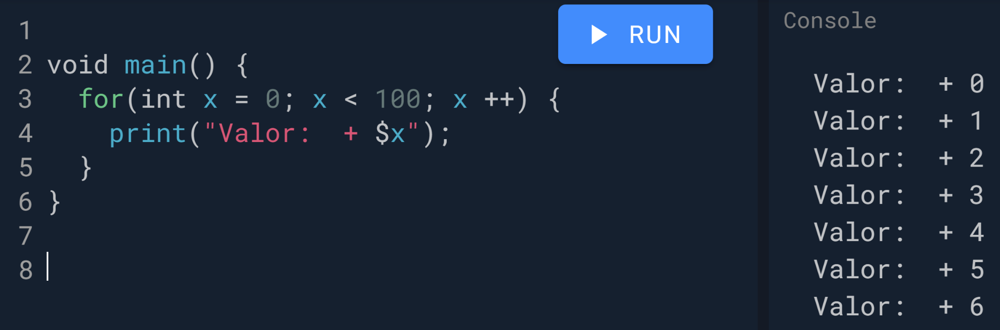 1
2 void main() {
3   for(int x = 0; x < 100; x ++) {
4     print("Valor:  + $x");
5   }
6 }
7
8
RUN
Console
Valor:  + 0
Valor:  + 1
Valor:  + 2
Valor:  + 3
Valor:  + 4
Valor:  + 5
Valor:  + 6